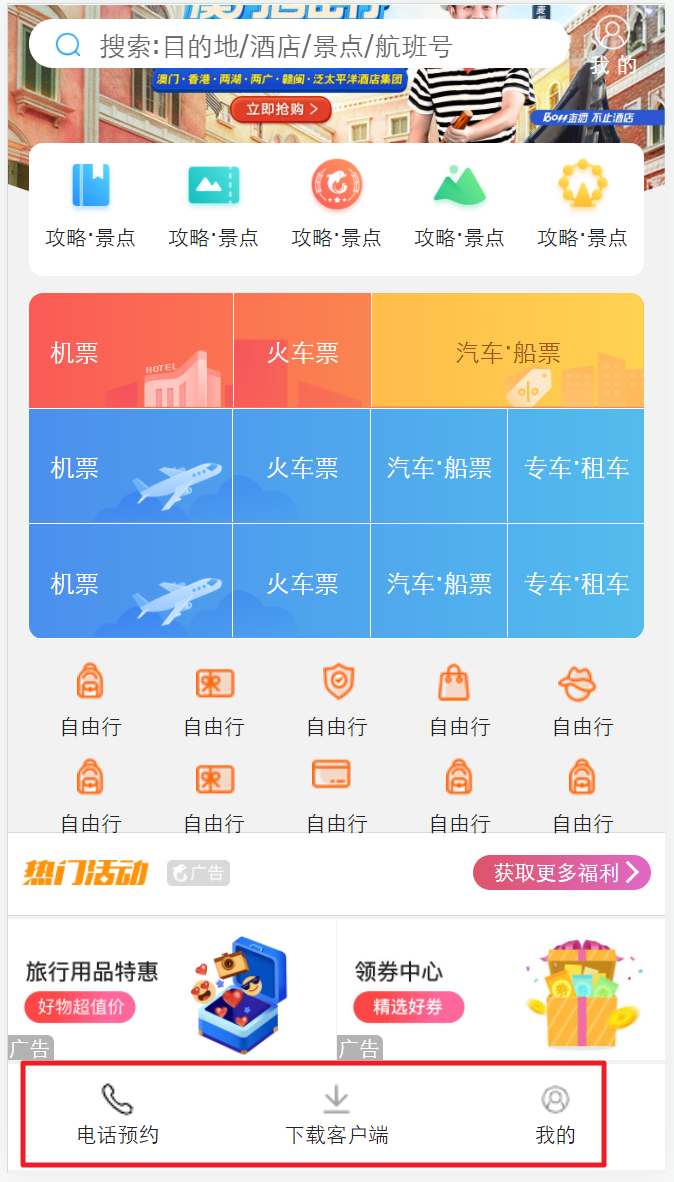 搜索:目的地/酒店/景点/航班号
我 的
澳门·香港·两湖·两广·赣闽·泛太平洋酒店集团
立即抢购 >
BOSS直播 不止酒店
攻略·景点 攻略·景点 攻略·景点 攻略·景点 攻略·景点
HOTEL
机票 火车票 汽车·船票
机票 火车票 汽车·船票 专车·租车
机票 火车票 汽车·船票 专车·租车
自由行 自由行 自由行 自由行 自由行
自由行 自由行 自由行 自由行 自由行
热门活动 广告 获取更多福利
旅行用品特惠 领券中心
好物超值价 精选好券
券 券
广告 广告
电话预约 下载客户端 我的